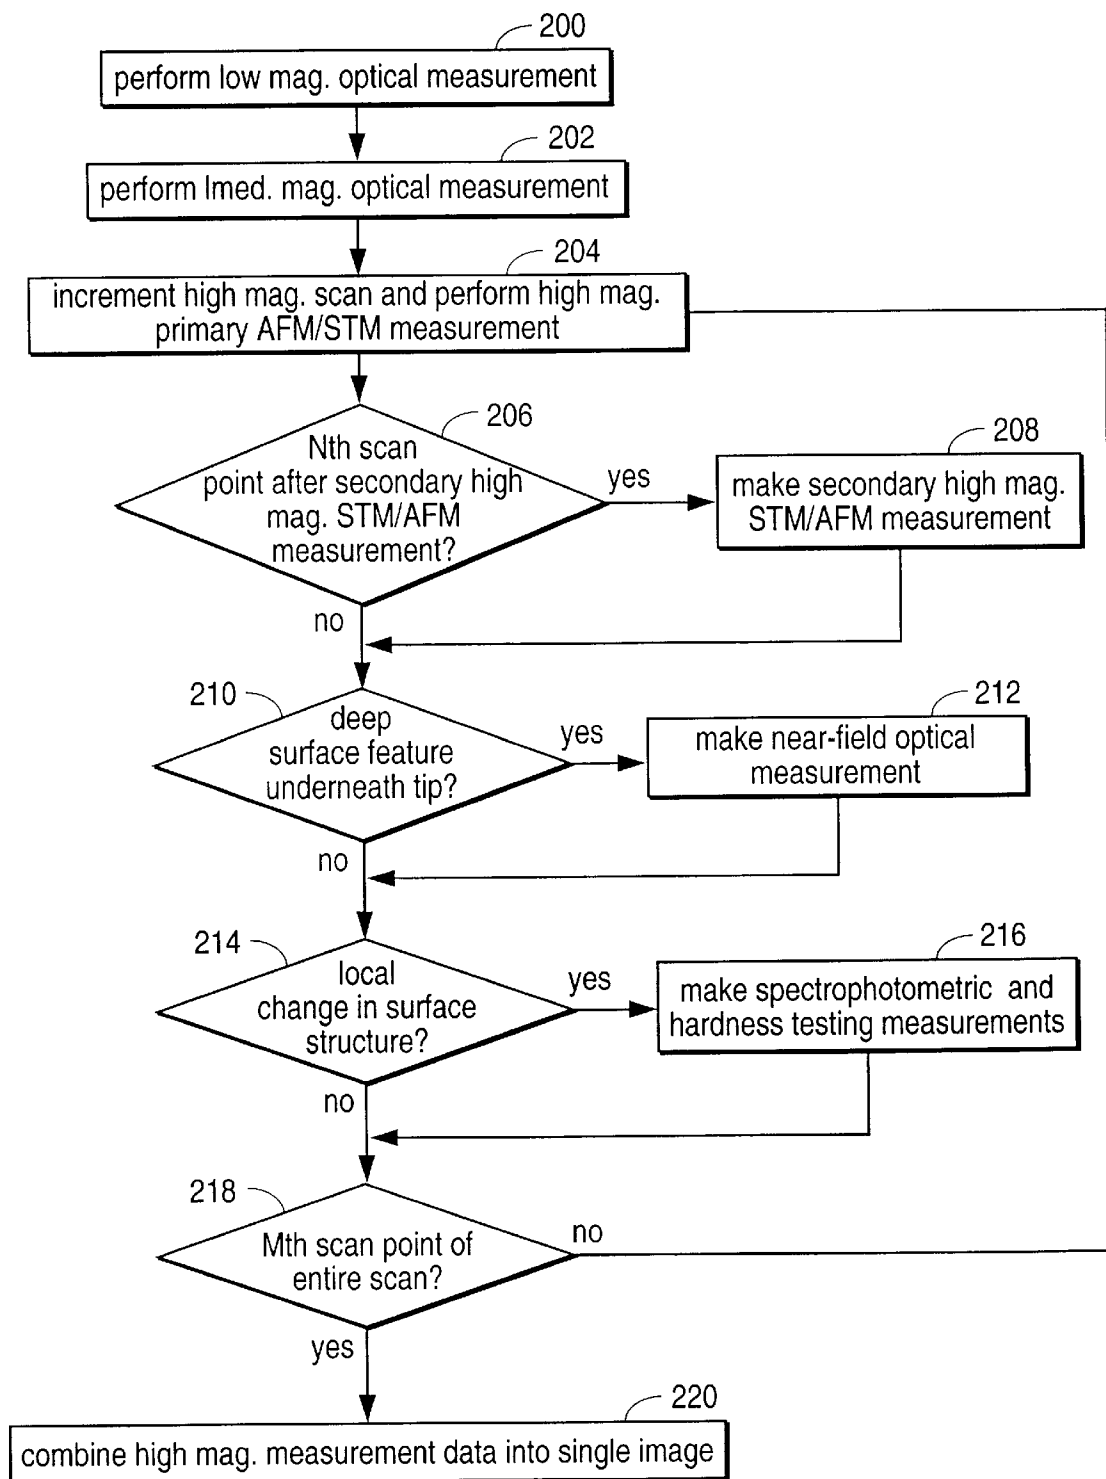 200
perform low mag. optical measurement
202
perform Imed. mag. optical measurement
204
increment high mag. scan and perform high mag.
primary AFM/STM measurement
206
Nth scan
point after secondary high
mag. STM/AFM
measurement?
yes
208
make secondary high mag.
STM/AFM measurement
no
210
deep
surface feature
underneath tip?
yes
212
make near-field optical
measurement
no
214
local
change in surface
structure?
yes
216
make spectrophotometric and
hardness testing measurements
no
218
Mth scan point of
entire scan?
no
yes
220
combine high mag. measurement data into single image